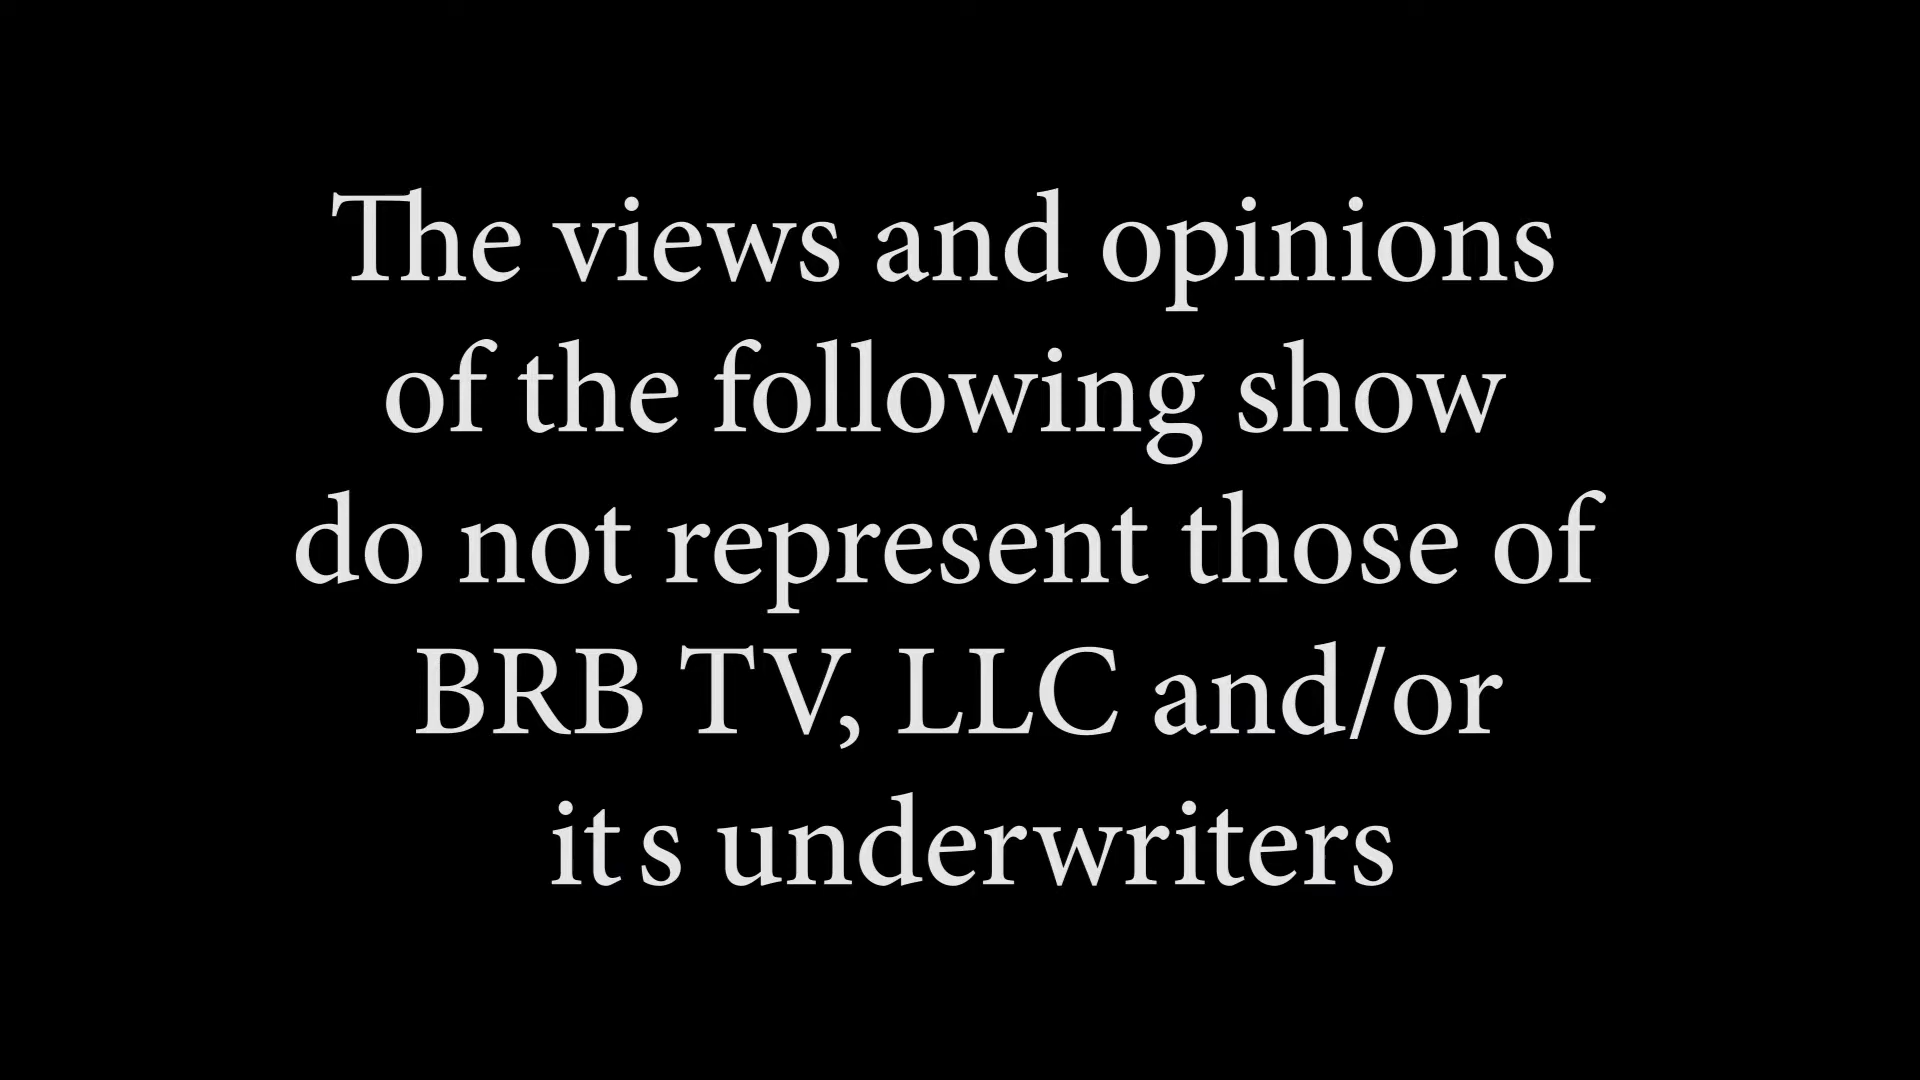 The views and opinions
of the following show
do not represent those of
BRB TV, LLC and/or
its underwriters